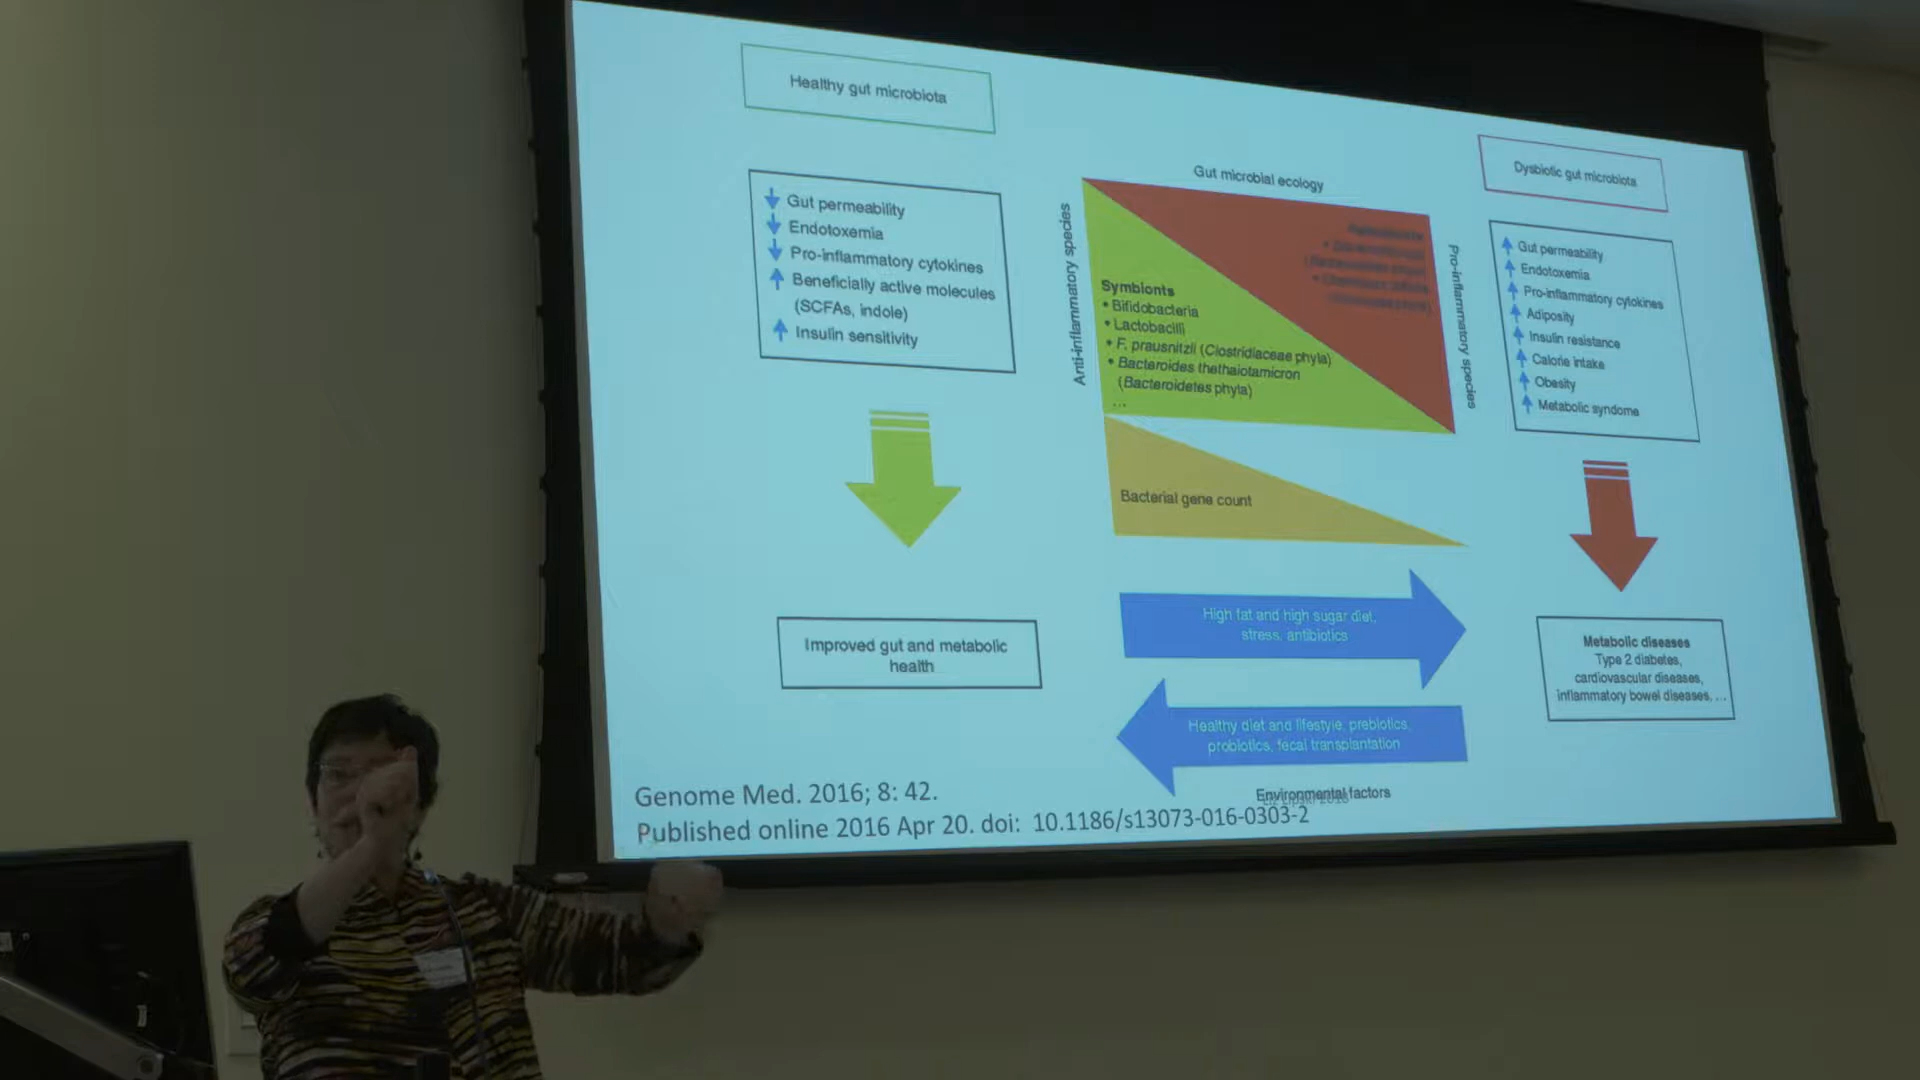 Healthy gut microbiota
Gut permeability
Endotoxemia
Pro-inflammatory cytokines
Beneficially active molecules
(SCFAs, indole)
Insulin sensitivity
Improved gut and metabolic
health
Gut microbial ecology
Anti-inflammatory species
Symbionts
• Bifidobacteria
• Lactobacilli
• F. prausnitzii (Clostridiaceae phyla)
• Bacteroides thethaiotamicron
(Bacteroidetes phyla)
...
Pro-inflammatory species
Bacterial gene count
High fat and high sugar diet,
stress, antibiotics
Healthy diet and lifestyle, prebiotics,
probiotics, fecal transplantation
Environmental factors
Dysbiotic gut microbiota
Gut permeability
Endotoxemia
Pro-inflammatory cytokines
Adiposity
Insulin resistance
Calorie intake
Obesity
Metabolic syndome
Metabolic diseases
Type 2 diabetes,
cardiovascular diseases,
inflammatory bowel diseases, ...
Genome Med. 2016; 8: 42.
Published online 2016 Apr 20. doi: 10.1186/s13073-016-0303-2